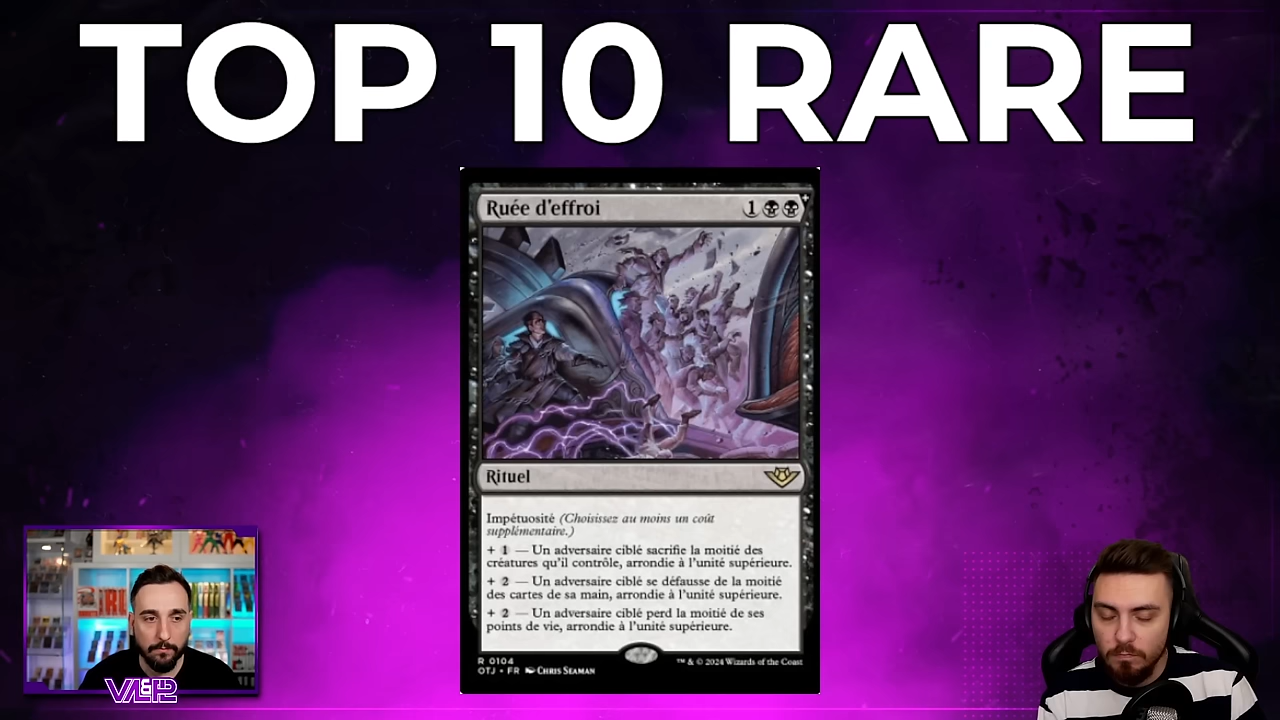 TOP 10 RARE
Ruée d'effroi
1
Rituel
Impétuosité (Choisissez au moins un coût
supplémentaire.)
+ 1 — Un adversaire ciblé sacrifie la moitié des
créatures qu'il contrôle, arrondie à l'unité supérieure.
+ 2 — Un adversaire ciblé se défausse de la moitié
des cartes de sa main, arrondie à l'unité supérieure.
+ 2 — Un adversaire ciblé perd la moitié de ses
points de vie, arrondie à l'unité supérieure.
R 0104
OTJ • FR CHRIS SEAMAN
™ & © 2024 Wizards of the Coast